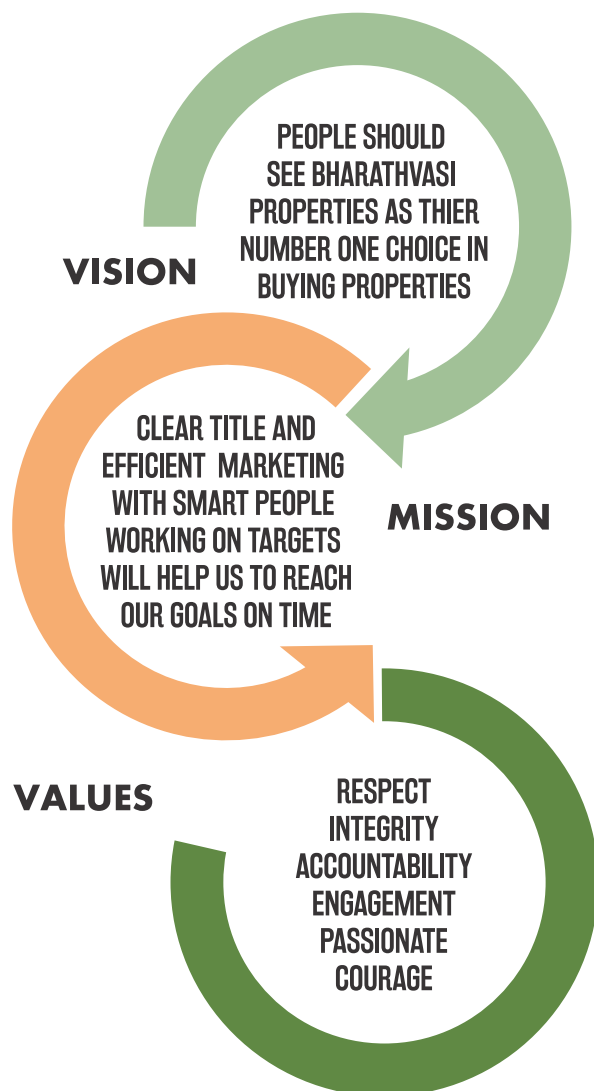 VISION
PEOPLE SHOULD
SEE BHARATHVASI
PROPERTIES AS THIER
NUMBER ONE CHOICE IN
BUYING PROPERTIES
MISSION
CLEAR TITLE AND
EFFICIENT MARKETING
WITH SMART PEOPLE
WORKING ON TARGETS
WILL HELP US TO REACH
OUR GOALS ON TIME
VALUES
RESPECT
INTEGRITY
ACCOUNTABILITY
ENGAGEMENT
PASSIONATE
COURAGE